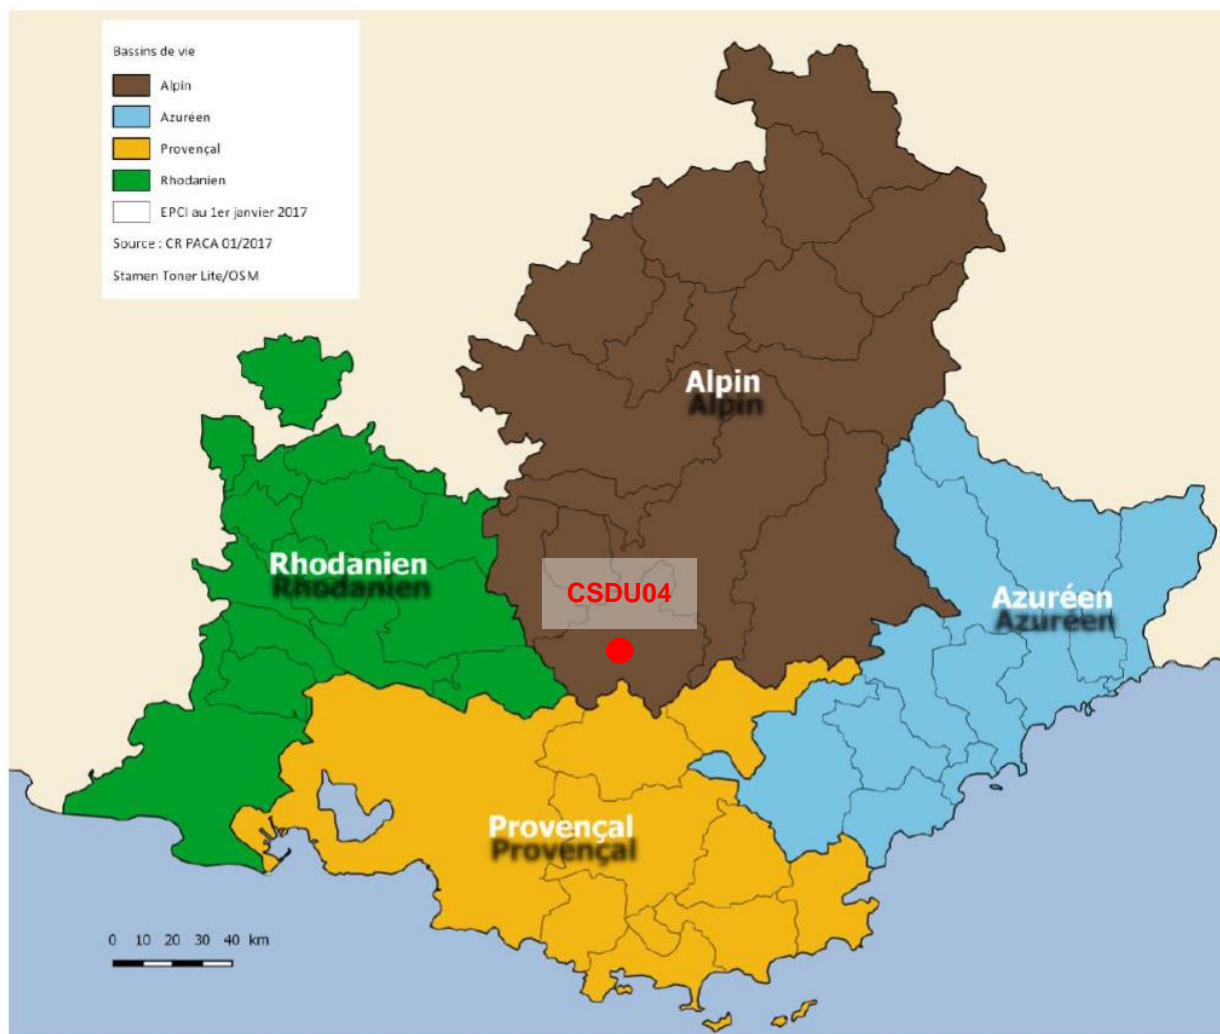 Bassins de vie
Alpin
Azuréen
Provençal
Rhodanien
EPCI au 1er janvier 2017
Source : CR PACA 01/2017
Stamen Toner Lite/OSM
Alpin
Rhodanien
CSDU04
Azuréen
Provençal
0 10 20 30 40 km